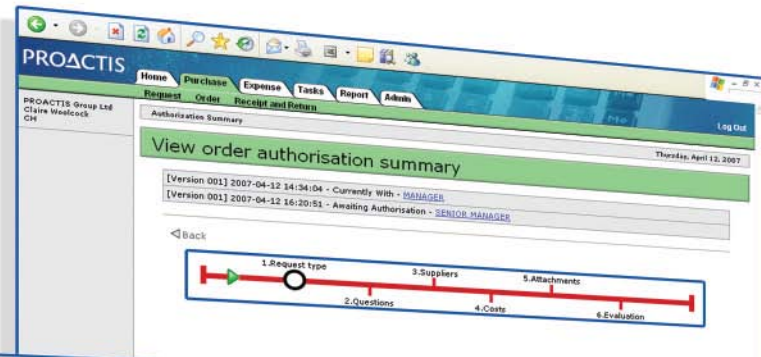 PROACTIS
Home Purchase Expense Tasks Report Admin
Request Order Receipt and Return
Log Out
PROACTIS Group Ltd
Claire Woolcock
CH
Authorisation Summary
Thursday, April 12, 2007
View order authorisation summary
[Version 001] 2007-04-12 14:34:04 - Currently With - MANAGER
[Version 001] 2007-04-12 16:20:51 - Awaiting Authorisation - SENIOR MANAGER
Back
1.Request type
3.Suppliers
5.Attachments
2.Questions
4.Costs
6.Evaluation